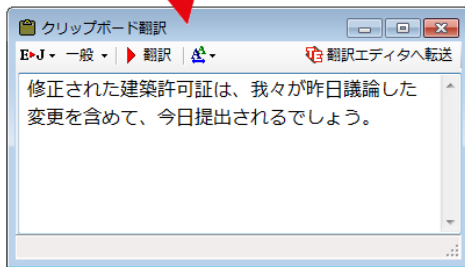 クリップボード翻訳
E▸J 一般 翻訳 A 翻訳エディタへ転送
修正された建築許可証は、我々が昨日議論した
変更を含めて、今日提出されるでしょう。